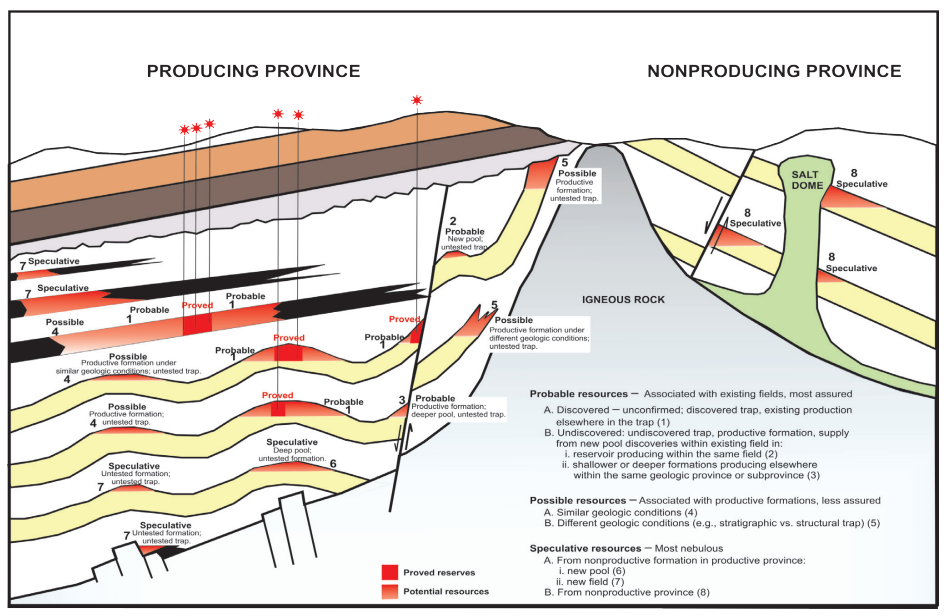 PRODUCING PROVINCE
NONPRODUCING PROVINCE
5
Possible
Productive
formation;
untested trap.
SALT
DOME
8
Speculative
8
Speculative
8
Speculative
2
Probable
New pool;
untested trap.
7 Speculative
7 Speculative
Possible
4
Probable
1
Proved
Probable
1
Proved
Probable
1
5
Possible
Productive formation under
different geologic conditions;
untested trap.
IGNEOUS ROCK
Possible
Productive formation under
similar geologic conditions; untested trap.
4
Probable
1
Proved
Possible
Productive formation;
untested trap.
4
Proved
Probable
1
3
Probable
Productive formation;
deeper pool, untested trap.
Speculative
Untested formation;
untested trap.
7
Speculative
Deep pool;
untested formation.
6
Speculative
7 Untested formation;
untested trap.
Proved reserves
Potential resources
Probable resources — Associated with existing fields, most assured
A. Discovered — unconfirmed; discovered trap, existing production
elsewhere in the trap (1)
B. Undiscovered: undiscovered trap, productive formation, supply
from new pool discoveries within existing field in:
i. reservoir producing within the same field (2)
ii. shallower or deeper formations producing elsewhere
within the same geologic province or subprovince (3)
Possible resources — Associated with productive formations, less assured
A. Similar geologic conditions (4)
B. Different geologic conditions (e.g., stratigraphic vs. structural trap) (5)
Speculative resources — Most nebulous
A. From nonproductive formation in productive province:
i. new pool (6)
ii. new field (7)
B. From nonproductive province (8)